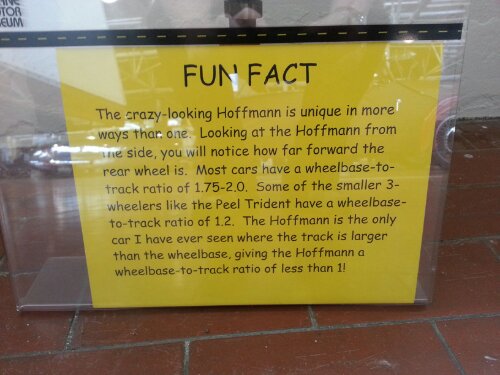 FUN FACT
The crazy-looking Hoffmann is unique in more
ways than one. Looking at the Hoffmann from
the side, you will notice how far forward the
rear wheel is. Most cars have a wheelbase-to-
track ratio of 1.75-2.0. Some of the smaller 3-
wheelers like the Peel Trident have a wheelbase-
to-track ratio of 1.2. The Hoffmann is the only
car I have ever seen where the track is larger
than the wheelbase, giving the Hoffmann a
wheelbase-to-track ratio of less than 1!